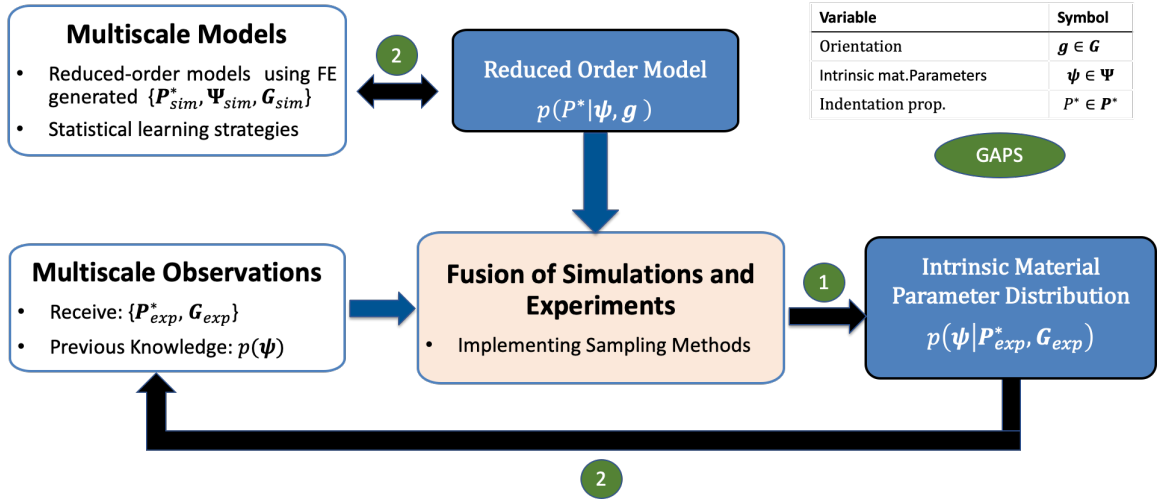 Multiscale Models
• Reduced-order models using FE
generated {𝑷*ₛᵢₘ, 𝚿ₛᵢₘ, 𝑮ₛᵢₘ}
• Statistical learning strategies
2
Reduced Order Model
𝑝(𝑃*|𝝍, 𝒈 )
Variable Symbol
Orientation 𝒈 ∈ 𝑮
Intrinsic mat.Parameters 𝝍 ∈ 𝚿
Indentation prop. 𝑃* ∈ 𝑷*
GAPS
Multiscale Observations
• Receive: {𝑷*ₑₓₚ, 𝑮ₑₓₚ}
• Previous Knowledge: 𝑝(𝝍)
Fusion of Simulations and
Experiments
• Implementing Sampling Methods
1
Intrinsic Material
Parameter Distribution
𝑝(𝝍|𝑷*ₑₓₚ, 𝑮ₑₓₚ)
2